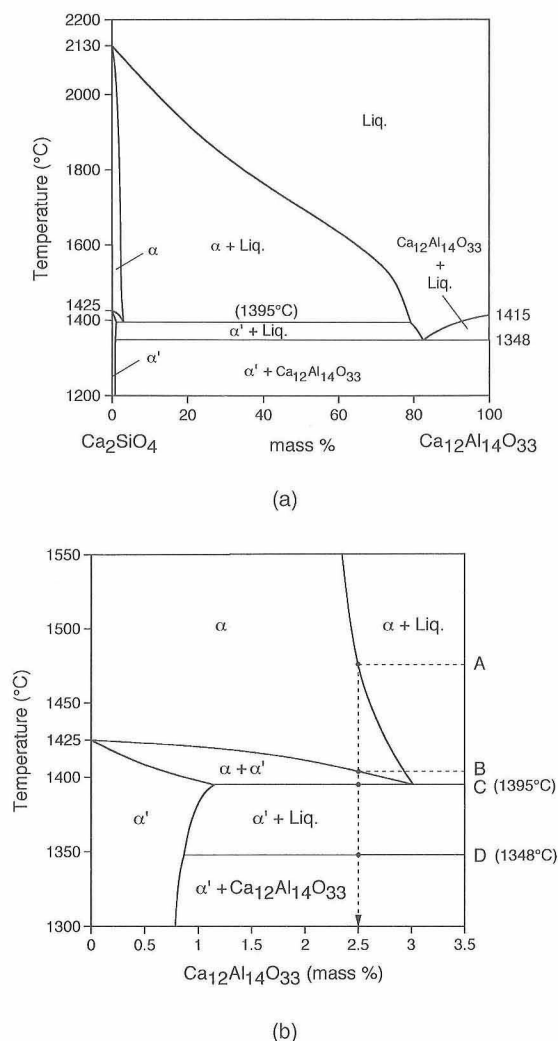 2200
2130
2000
1800
1600
1425
1400
1200
Temperature (°C)
Liq.
α
α + Liq.
Ca₁₂Al₁₄O₃₃
+
Liq.
(1395°C)
α' + Liq.
1415
1348
α'
α' + Ca₁₂Al₁₄O₃₃
0 20 40 60 80 100
Ca₂SiO₄ mass % Ca₁₂Al₁₄O₃₃
(a)
1550
1500
1450
1425
1400
1350
1300
Temperature (°C)
α
α + Liq.
A
α + α'
B
C (1395°C)
α'
α' + Liq.
D (1348°C)
α' + Ca₁₂Al₁₄O₃₃
0 0.5 1 1.5 2 2.5 3 3.5
Ca₁₂Al₁₄O₃₃ (mass %)
(b)